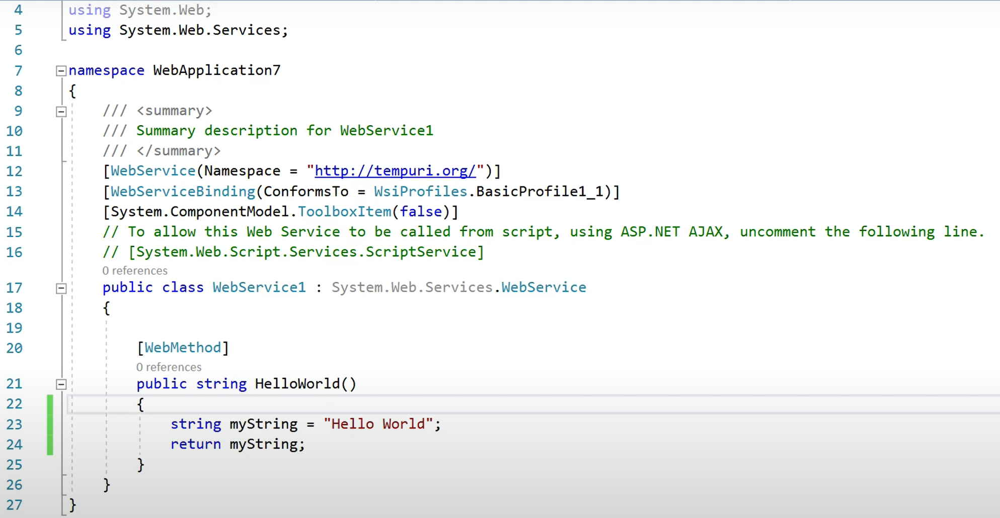 4 using System.Web;
5 using System.Web.Services;
6
7 namespace WebApplication7
8 {
9 /// <summary>
10 /// Summary description for WebService1
11 /// </summary>
12 [WebService(Namespace = "http://tempuri.org/")]
13 [WebServiceBinding(ConformsTo = WsiProfiles.BasicProfile1_1)]
14 [System.ComponentModel.ToolboxItem(false)]
15 // To allow this Web Service to be called from script, using ASP.NET AJAX, uncomment the following line.
16 // [System.Web.Script.Services.ScriptService]
0 references
17 public class WebService1 : System.Web.Services.WebService
18 {
19
20 [WebMethod]
0 references
21 public string HelloWorld()
22 {
23 string myString = "Hello World";
24 return myString;
25 }
26 }
27 }